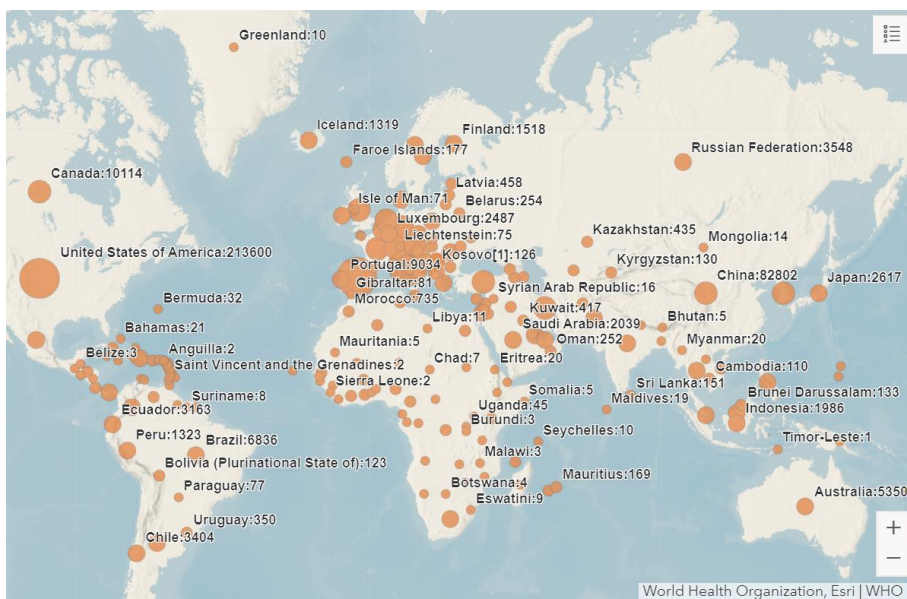 Greenland:10
Iceland:1319
Finland:1518
Faroe Islands:177
Russian Federation:3548
Canada:10114
Latvia:458
Isle of Man:71
Belarus:254
Luxembourg:2487
Liechtenstein:75
Kazakhstan:435
Mongolia:14
United States of America:213600
Kosovo[1]:126
Kyrgyzstan:130
Portugal:9034
China:82802
Japan:2617
Gibraltar:81
Syrian Arab Republic:16
Bermuda:32
Morocco:735
Kuwait:417
Libya:11
Bhutan:5
Bahamas:21
Saudi Arabia:2039
Mauritania:5
Oman:252
Myanmar:20
Belize:3
Anguilla:2
Chad:7
Eritrea:20
Saint Vincent and the Grenadines:2
Cambodia:110
Sierra Leone:2
Sri Lanka:151
Somalia:5
Brunei Darussalam:133
Suriname:8
Maldives:19
Uganda:45
Ecuador:3163
Indonesia:1986
Burundi:3
Seychelles:10
Peru:1323
Brazil:6836
Timor-Leste:1
Malawi:3
Bolivia (Plurinational State of):123
Mauritius:169
Paraguay:77
Botswana:4
Australia:5350
Eswatini:9
Uruguay:350
Chile:3404
+
−
World Health Organization, Esri | WHO